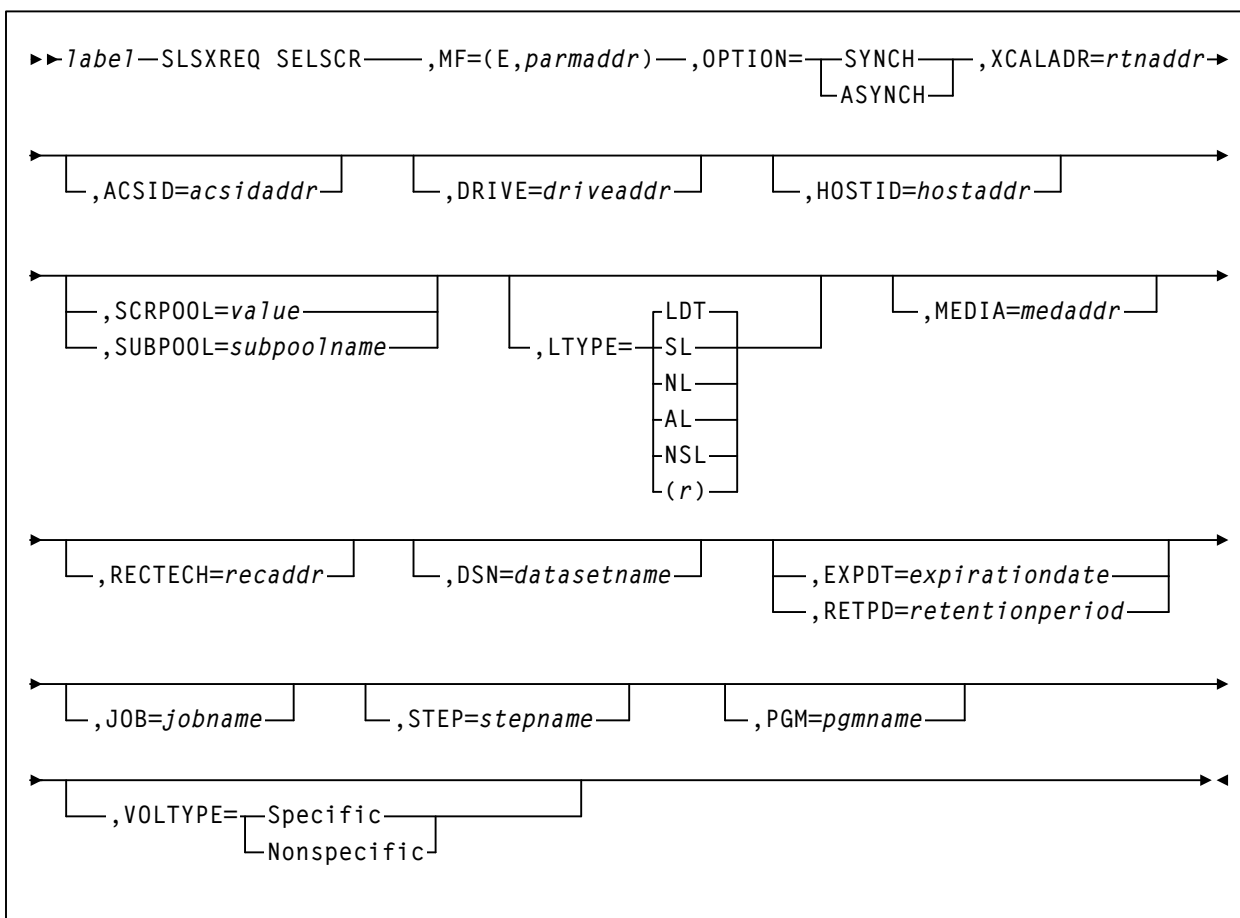 label SLSXREQ SELSCR ,MF=(E,parmaddr) ,OPTION= SYNCH ,XCALADR=rtnaddr
ASYNCH
,ACSID=acsidaddr ,DRIVE=driveaddr ,HOSTID=hostaddr
,SCRPOOL=value
,SUBPOOL=subpoolname
,LTYPE=
LDT
SL
NL
AL
NSL
(r)
,MEDIA=medaddr
,RECTECH=recaddr ,DSN=datasetname ,EXPDT=expirationdate
,RETPD=retentionperiod
,JOB=jobname ,STEP=stepname ,PGM=pgmname
,VOLTYPE= Specific
Nonspecific